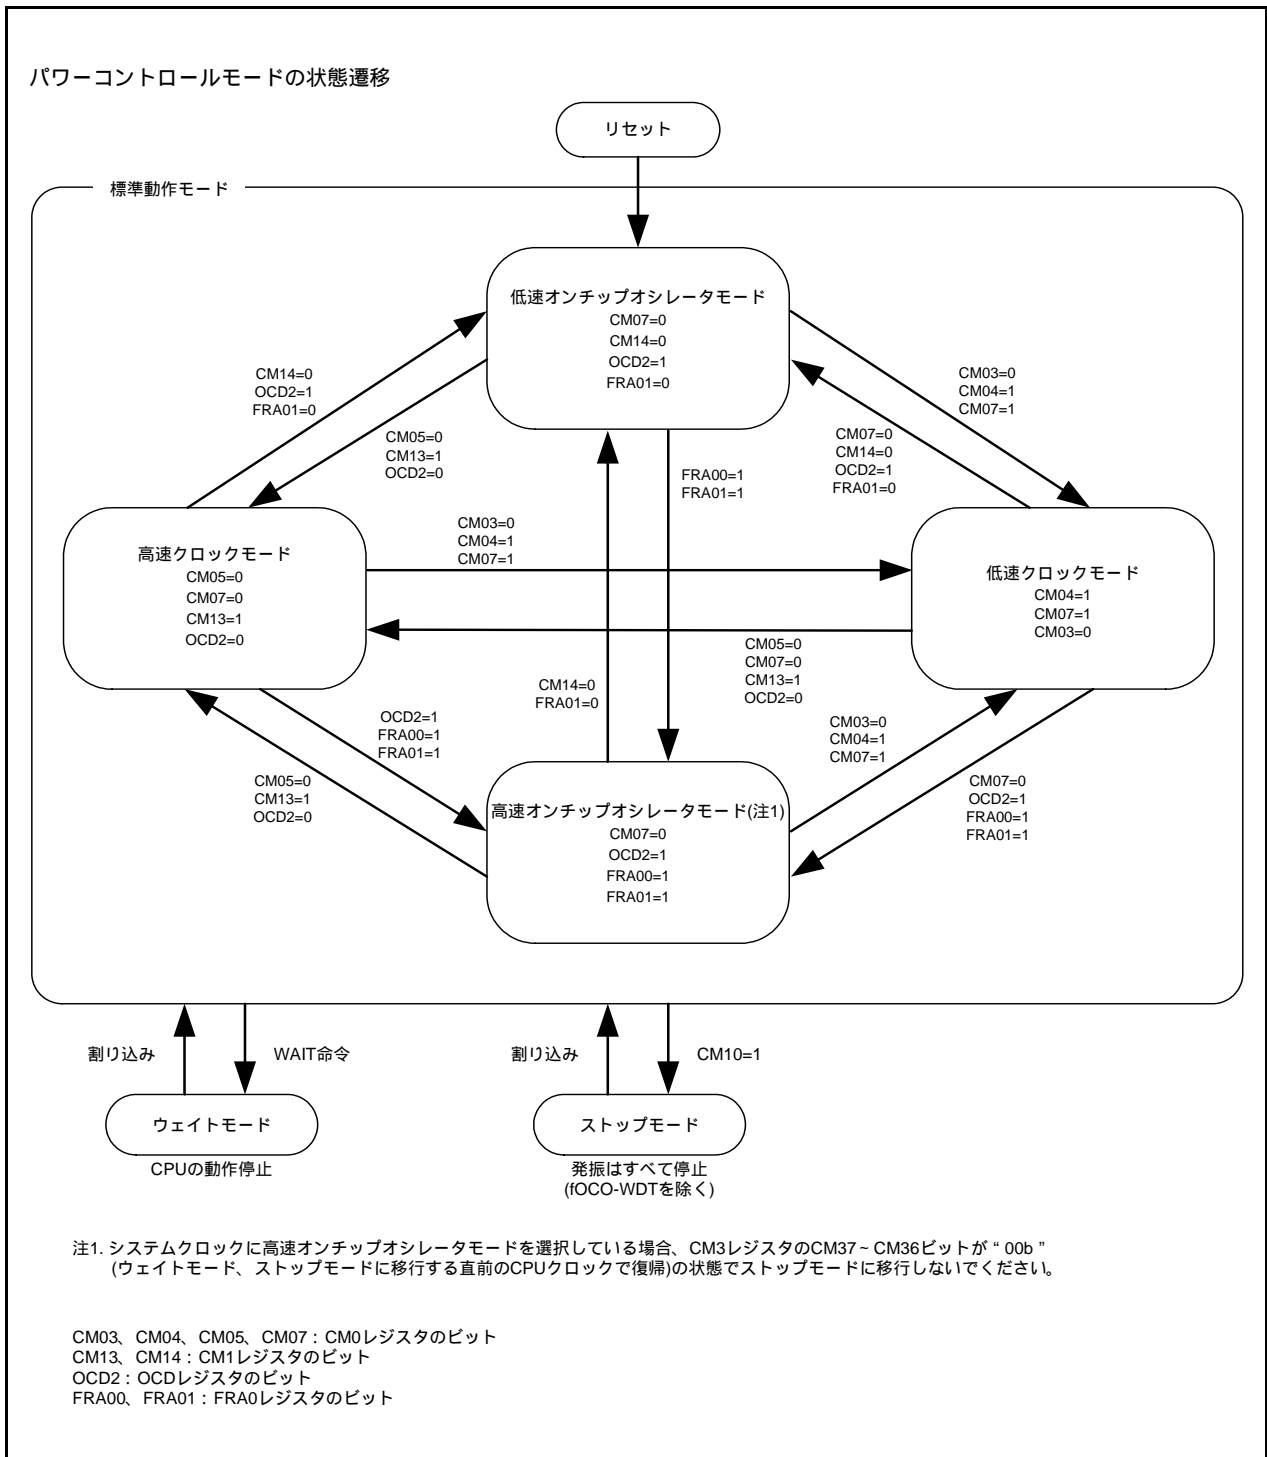 パワーコントロールモードの状態遷移
リセット
標準動作モード
低速オンチップオシレータモード
CM07=0
CM14=0
OCD2=1
FRA01=0
CM14=0
OCD2=1
FRA01=0
CM05=0
CM13=1
OCD2=0
CM03=0
CM04=1
CM07=1
CM07=0
CM14=0
OCD2=1
FRA01=0
FRA00=1
FRA01=1
高速クロックモード
CM05=0
CM07=0
CM13=1
OCD2=0
CM03=0
CM04=1
CM07=1
低速クロックモード
CM04=1
CM07=1
CM03=0
CM05=0
CM07=0
CM13=1
OCD2=0
CM14=0
FRA01=0
OCD2=1
FRA00=1
FRA01=1
CM05=0
CM13=1
OCD2=0
CM03=0
CM04=1
CM07=1
CM07=0
OCD2=1
FRA00=1
FRA01=1
高速オンチップオシレータモード(注1)
CM07=0
OCD2=1
FRA00=1
FRA01=1
割り込み
WAIT命令
割り込み
CM10=1
ウェイトモード
CPUの動作停止
ストップモード
発振はすべて停止
(fOCO-WDTを除く)
注1. システムクロックに高速オンチップオシレータモードを選択している場合、CM3レジスタのCM37~CM36ビットが“00b”
(ウェイトモード、ストップモードに移行する直前のCPUクロックで復帰)の状態でストップモードに移行しないでください。
CM03、CM04、CM05、CM07:CM0レジスタのビット
CM13、CM14:CM1レジスタのビット
OCD2:OCDレジスタのビット
FRA00、FRA01:FRA0レジスタのビット